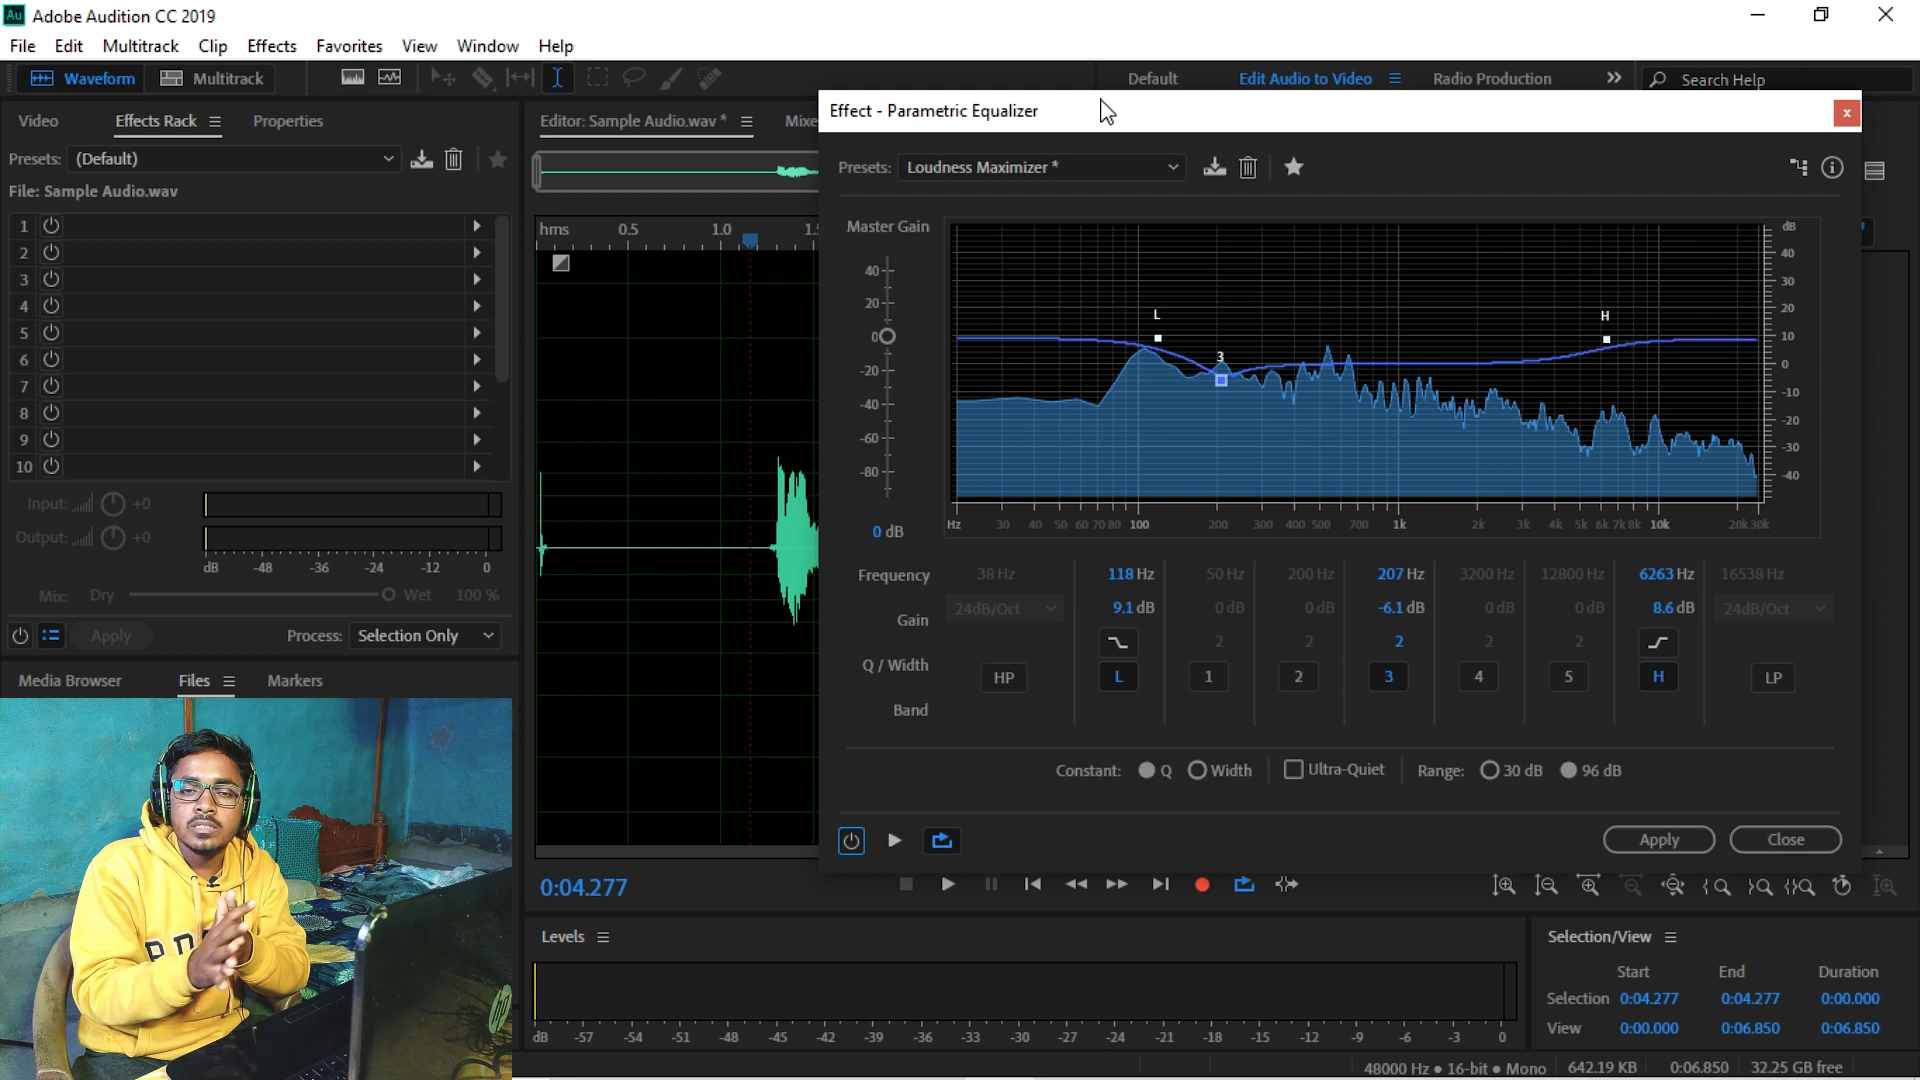 Au Adobe Audition CC 2019
File Edit Multitrack Clip Effects Favorites View Window Help
Waveform Multitrack Default Edit Audio to Video Radio Production Search Help
Video Effects Rack Properties
Presets: (Default)
File: Sample Audio.wav
1
2
3
4
5
6
7
8
9
10
Input: +0
Output: +0
dB -48 -36 -24 -12 0
Mix: Dry Wet 100 %
Apply Process: Selection Only
Media Browser Files Markers
Editor: Sample Audio.wav * Mixe
hms 0.5 1.0 1.5
0:04.277
Effect - Parametric Equalizer x
Presets: Loudness Maximizer *
Master Gain
40
20
0
-20
-40
-60
-80
0 dB
L
3
H
dB
40
30
20
10
0
-10
-20
-30
-40
Hz 30 40 50 60 70 80 100 200 300 400 500 700 1k 2k 3k 4k 5k 6k 7k 8k 10k 20k 30k
Frequency 38 Hz 118 Hz 50 Hz 200 Hz 207 Hz 3200 Hz 12800 Hz 6263 Hz 16538 Hz
Gain 24dB/Oct 9.1 dB 0 dB 0 dB -6.1 dB 0 dB 0 dB 8.6 dB 24dB/Oct
Q / Width 2 2 2 2 2
Band HP L 1 2 3 4 5 H LP
Constant: Q Width Ultra-Quiet Range: 30 dB 96 dB
Apply Close
Levels
dB -57 -54 -51 -48 -45 -42 -39 -36 -33 -30 -27 -24 -21 -18 -15 -12 -9 -6 -3 0
Selection/View
Start End Duration
Selection 0:04.277 0:04.277 0:00.000
View 0:00.000 0:06.850 0:06.850
48000 Hz • 16-bit • Mono 642.19 KB 0:06.850 32.25 GB free
hp